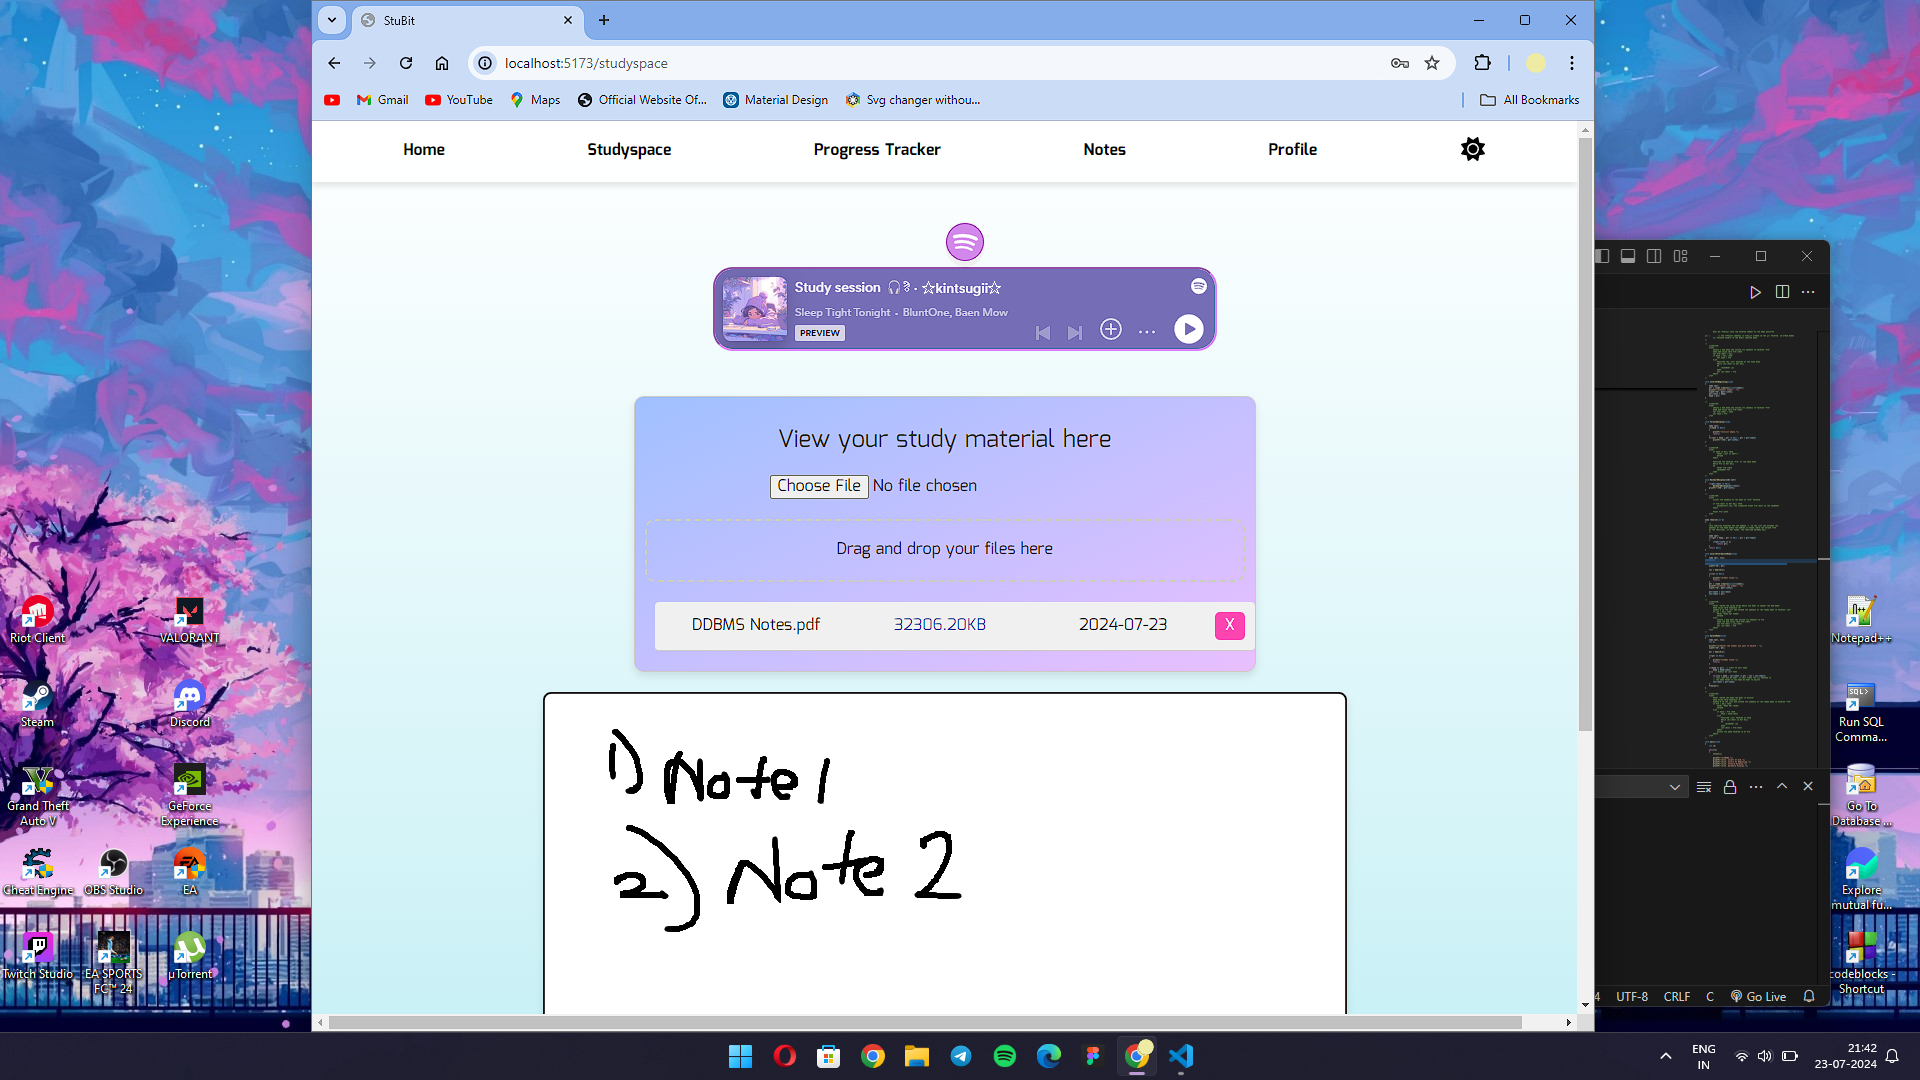 StuBit
localhost:5173/studyspace
Gmail
YouTube
Maps
Official Website Of...
Material Design
Svg changer withou...
All Bookmarks
Home
Studyspace
Progress Tracker
Notes
Profile
Study session
☆kintsugii☆
Sleep Tight Tonight - BluntOne, Baen Mow
PREVIEW
View your study material here
Choose File No file chosen
Drag and drop your files here
DDBMS Notes.pdf 32306.20KB 2024-07-23 X
1) Note 1
2) Note 2
Riot Client
VALORANT
Steam
Discord
Grand Theft
Auto V
GeForce
Experience
Cheat Engine
OBS Studio
EA
Twitch Studio
EA SPORTS
FC™ 24
µTorrent
Notepad++
SQL>
Run SQL
Comma...
Go To
Database ...
Explore
mutual fu...
codeblocks -
Shortcut
4 UTF-8 CRLF C Go Live
ENG
IN
21:42
23-07-2024